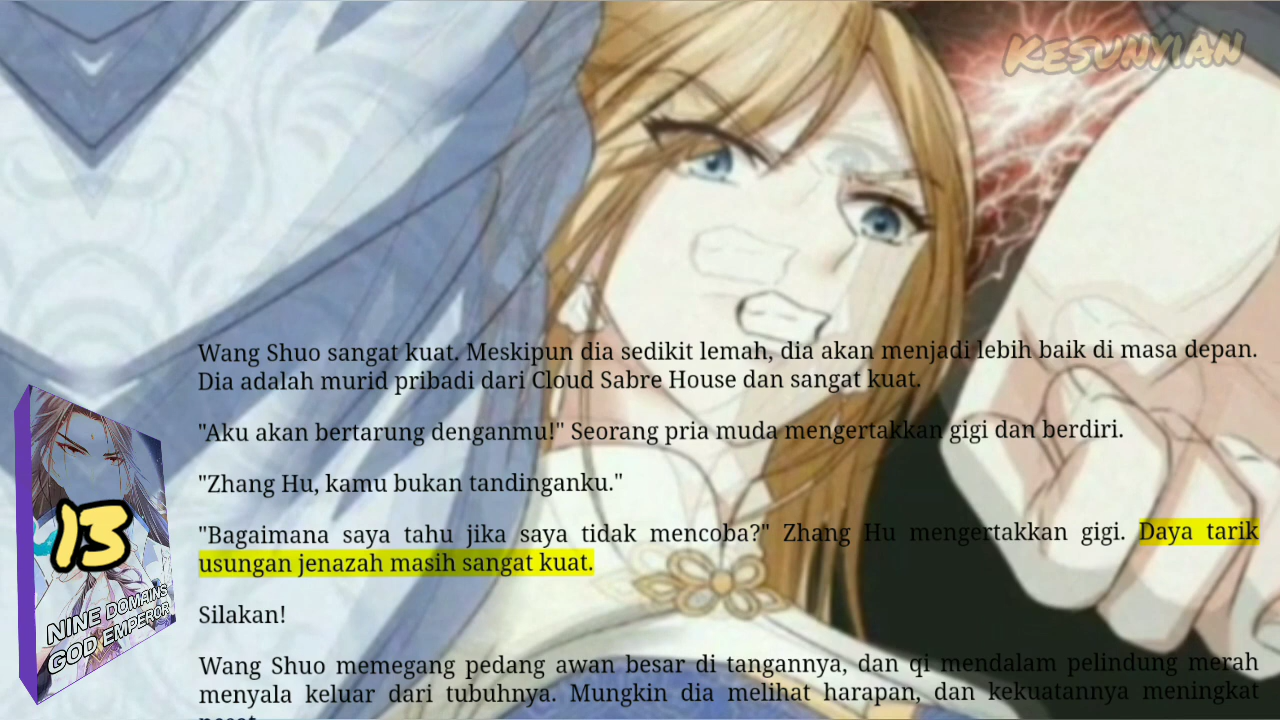 Kesunyian
Wang Shuo sangat kuat. Meskipun dia sedikit lemah, dia akan menjadi lebih baik di masa depan.
Dia adalah murid pribadi dari Cloud Sabre House dan sangat kuat.
"Aku akan bertarung denganmu!" Seorang pria muda mengertakkan gigi dan berdiri.
"Zhang Hu, kamu bukan tandinganku."
"Bagaimana saya tahu jika saya tidak mencoba?" Zhang Hu mengertakkan gigi. Daya tarik
usungan jenazah masih sangat kuat.
Silakan!
Wang Shuo memegang pedang awan besar di tangannya, dan qi mendalam pelindung merah
menyala keluar dari tubuhnya. Mungkin dia melihat harapan, dan kekuatannya meningkat
13
NINE DOMAINS
GOD EMPEROR